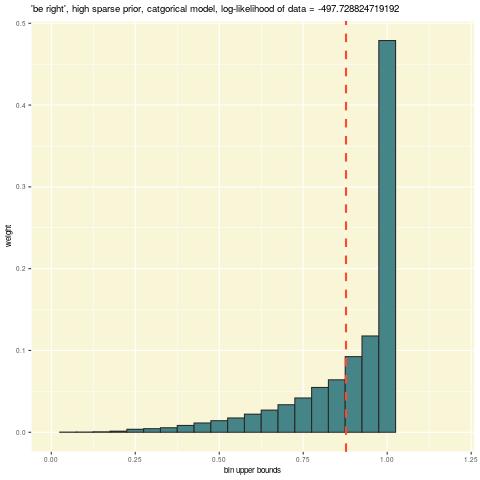 'be right', high sparse prior, catgorical model, log-likelihood of data = -497.728824719192
0.5
0.4
0.3
0.2
0.1
0.0
weight
0.00 0.25 0.50 0.75 1.00 1.25
bin upper bounds